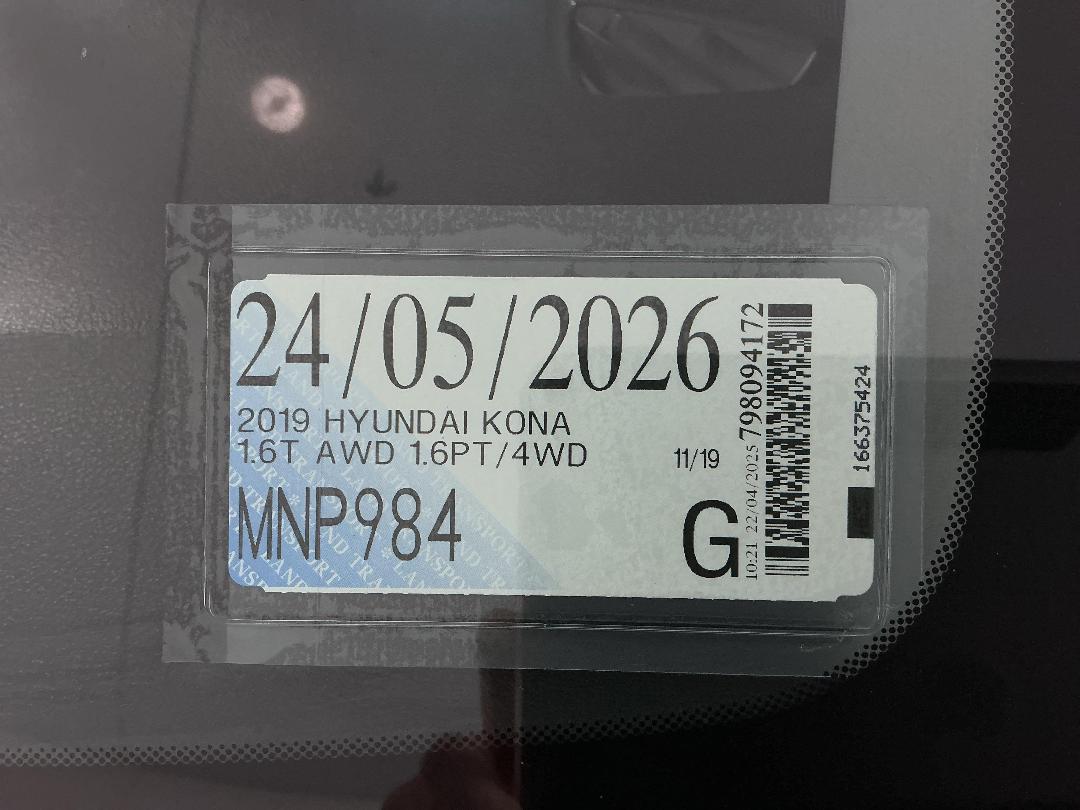 24/05/2026
2019 HYUNDAI KONA
1.6T AWD 1.6PT/4WD 11/19
MNP984 G
10:21 22/04/2025 798094172
166375424